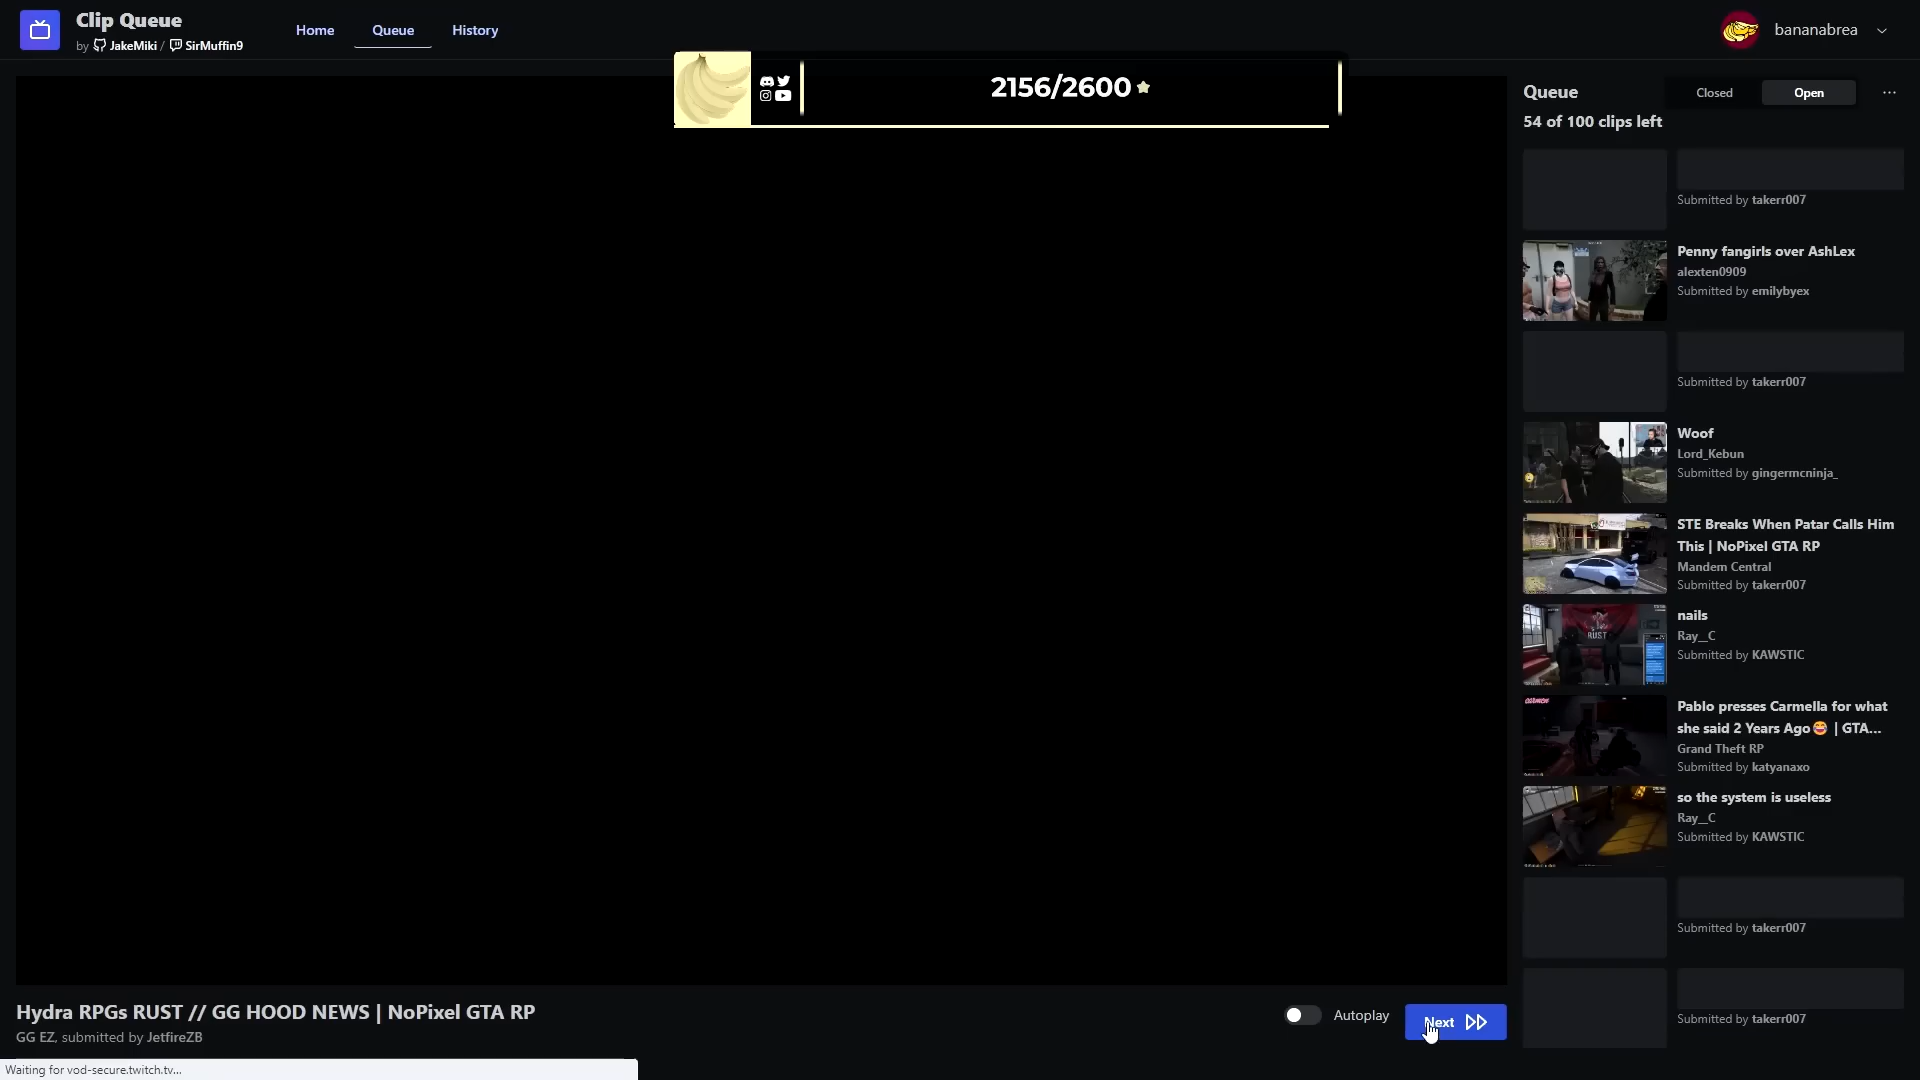 Clip Queue
by JakeMiki / SirMuffin9
Home
Queue
History
bananabrea
2156/2600
Queue
Closed
Open
54 of 100 clips left
Submitted by takerr007
Penny fangirls over AshLex
alexten0909
Submitted by emilybyex
Submitted by takerr007
Woof
Lord_Kebun
Submitted by gingermcninja_
STE Breaks When Patar Calls Him
This | NoPixel GTA RP
Mandem Central
Submitted by takerr007
RUST
nails
Ray__C
Submitted by KAWSTIC
Pablo presses Carmella for what
she said 2 Years Ago😂 | GTA...
Grand Theft RP
Submitted by katyanaxo
so the system is useless
Ray__C
Submitted by KAWSTIC
Submitted by takerr007
Submitted by takerr007
Hydra RPGs RUST // GG HOOD NEWS | NoPixel GTA RP
GG EZ, submitted by JetfireZB
Autoplay
Next
Waiting for vod-secure.twitch.tv...